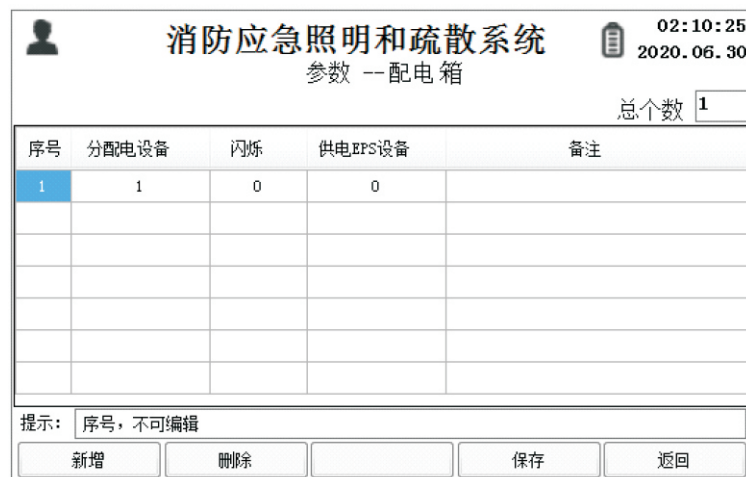 消防应急照明和疏散系统
02:10:25
2020.06.30
参数 --配电箱
总个数 1
序号 分配电设备 闪烁 供电EPS设备 备注
1 1 0 0
提示： 序号，不可编辑
新增 删除 保存 返回